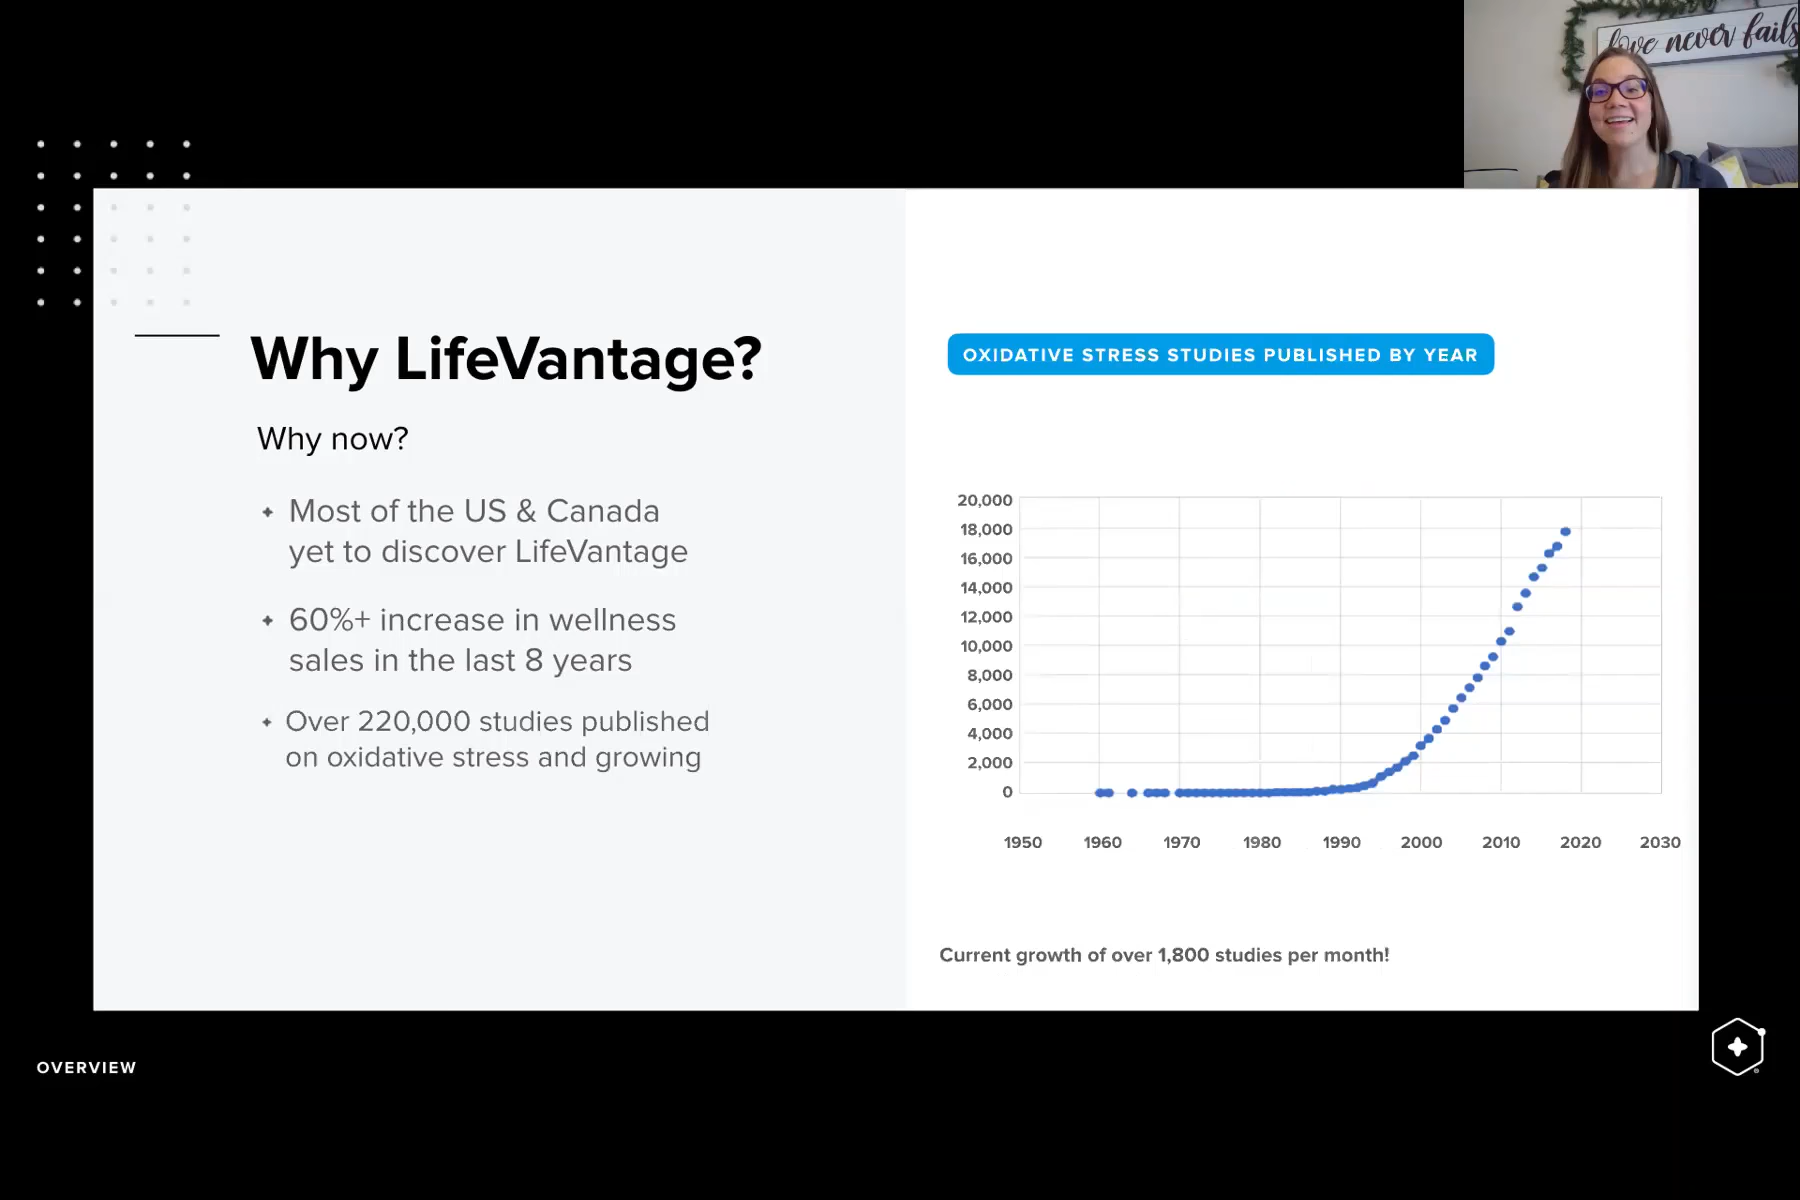 love never fails
Why LifeVantage?
Why now?
Most of the US & Canada
yet to discover LifeVantage
60%+ increase in wellness
sales in the last 8 years
Over 220,000 studies published
on oxidative stress and growing
OXIDATIVE STRESS STUDIES PUBLISHED BY YEAR
20,000
18,000
16,000
14,000
12,000
10,000
8,000
6,000
4,000
2,000
0
1950 1960 1970 1980 1990 2000 2010 2020 2030
Current growth of over 1,800 studies per month!
OVERVIEW